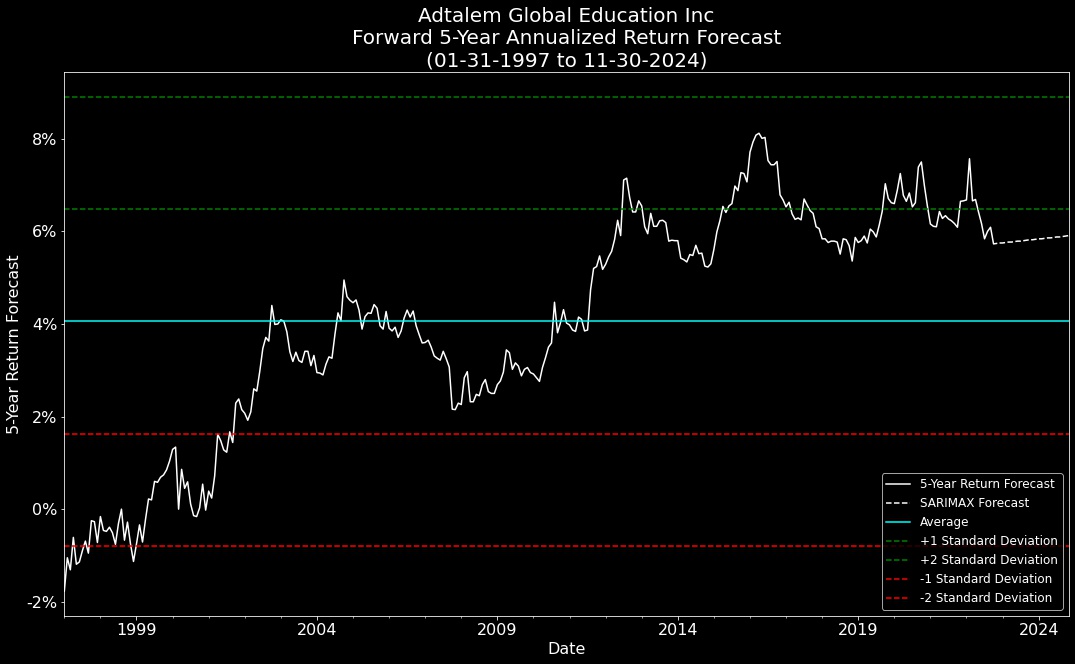 Adtalem Global Education Inc
Forward 5-Year Annualized Return Forecast
(01-31-1997 to 11-30-2024)
5-Year Return Forecast
8%
6%
4%
2%
0%
-2%
1999
2004
2009
2014
2019
2024
Date
5-Year Return Forecast
SARIMAX Forecast
Average
+1 Standard Deviation
+2 Standard Deviation
-1 Standard Deviation
-2 Standard Deviation